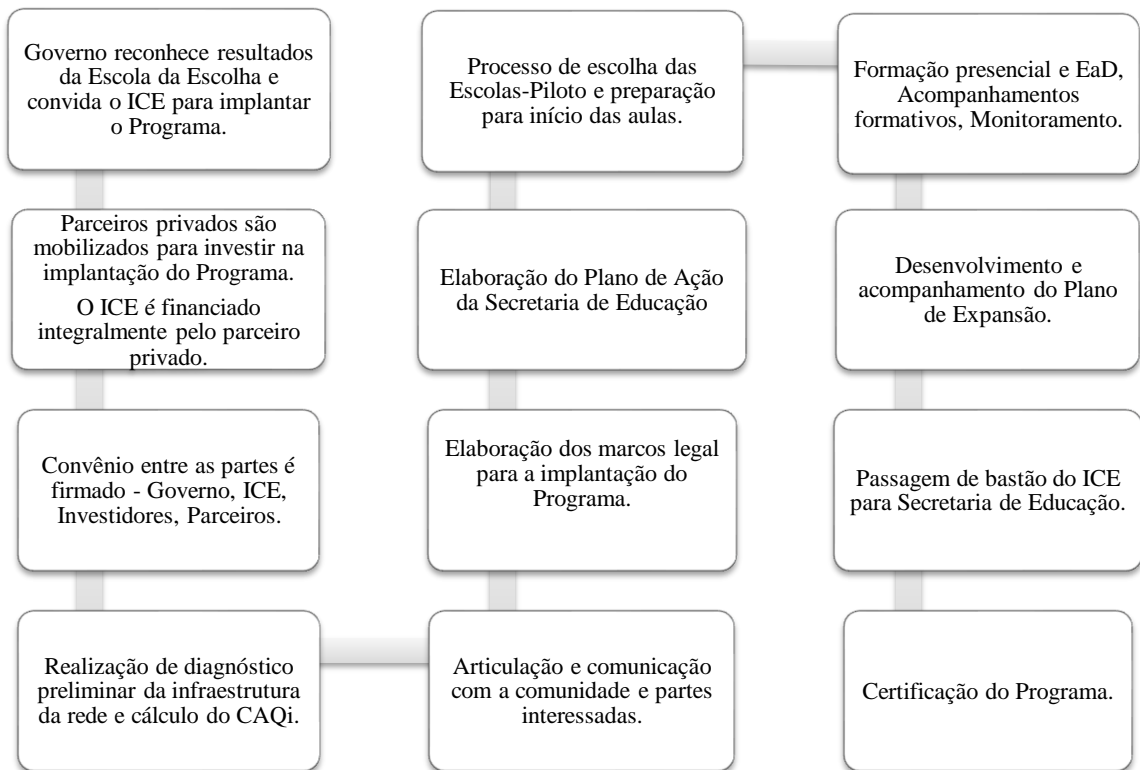 Governo reconhece resultados
da Escola da Escolha e
convida o ICE para implantar
o Programa.
Parceiros privados são
mobilizados para investir na
implantação do Programa.
O ICE é financiado
integralmente pelo parceiro
privado.
Convênio entre as partes é
firmado - Governo, ICE,
Investidores, Parceiros.
Realização de diagnóstico
preliminar da infraestrutura
da rede e cálculo do CAQi.
Articulação e comunicação
com a comunidade e partes
interessadas.
Elaboração dos marcos legal
para a implantação do
Programa.
Elaboração do Plano de Ação
da Secretaria de Educação
Processo de escolha das
Escolas-Piloto e preparação
para início das aulas.
Formação presencial e EaD,
Acompanhamentos
formativos, Monitoramento.
Desenvolvimento e
acompanhamento do Plano
de Expansão.
Passagem de bastão do ICE
para Secretaria de Educação.
Certificação do Programa.